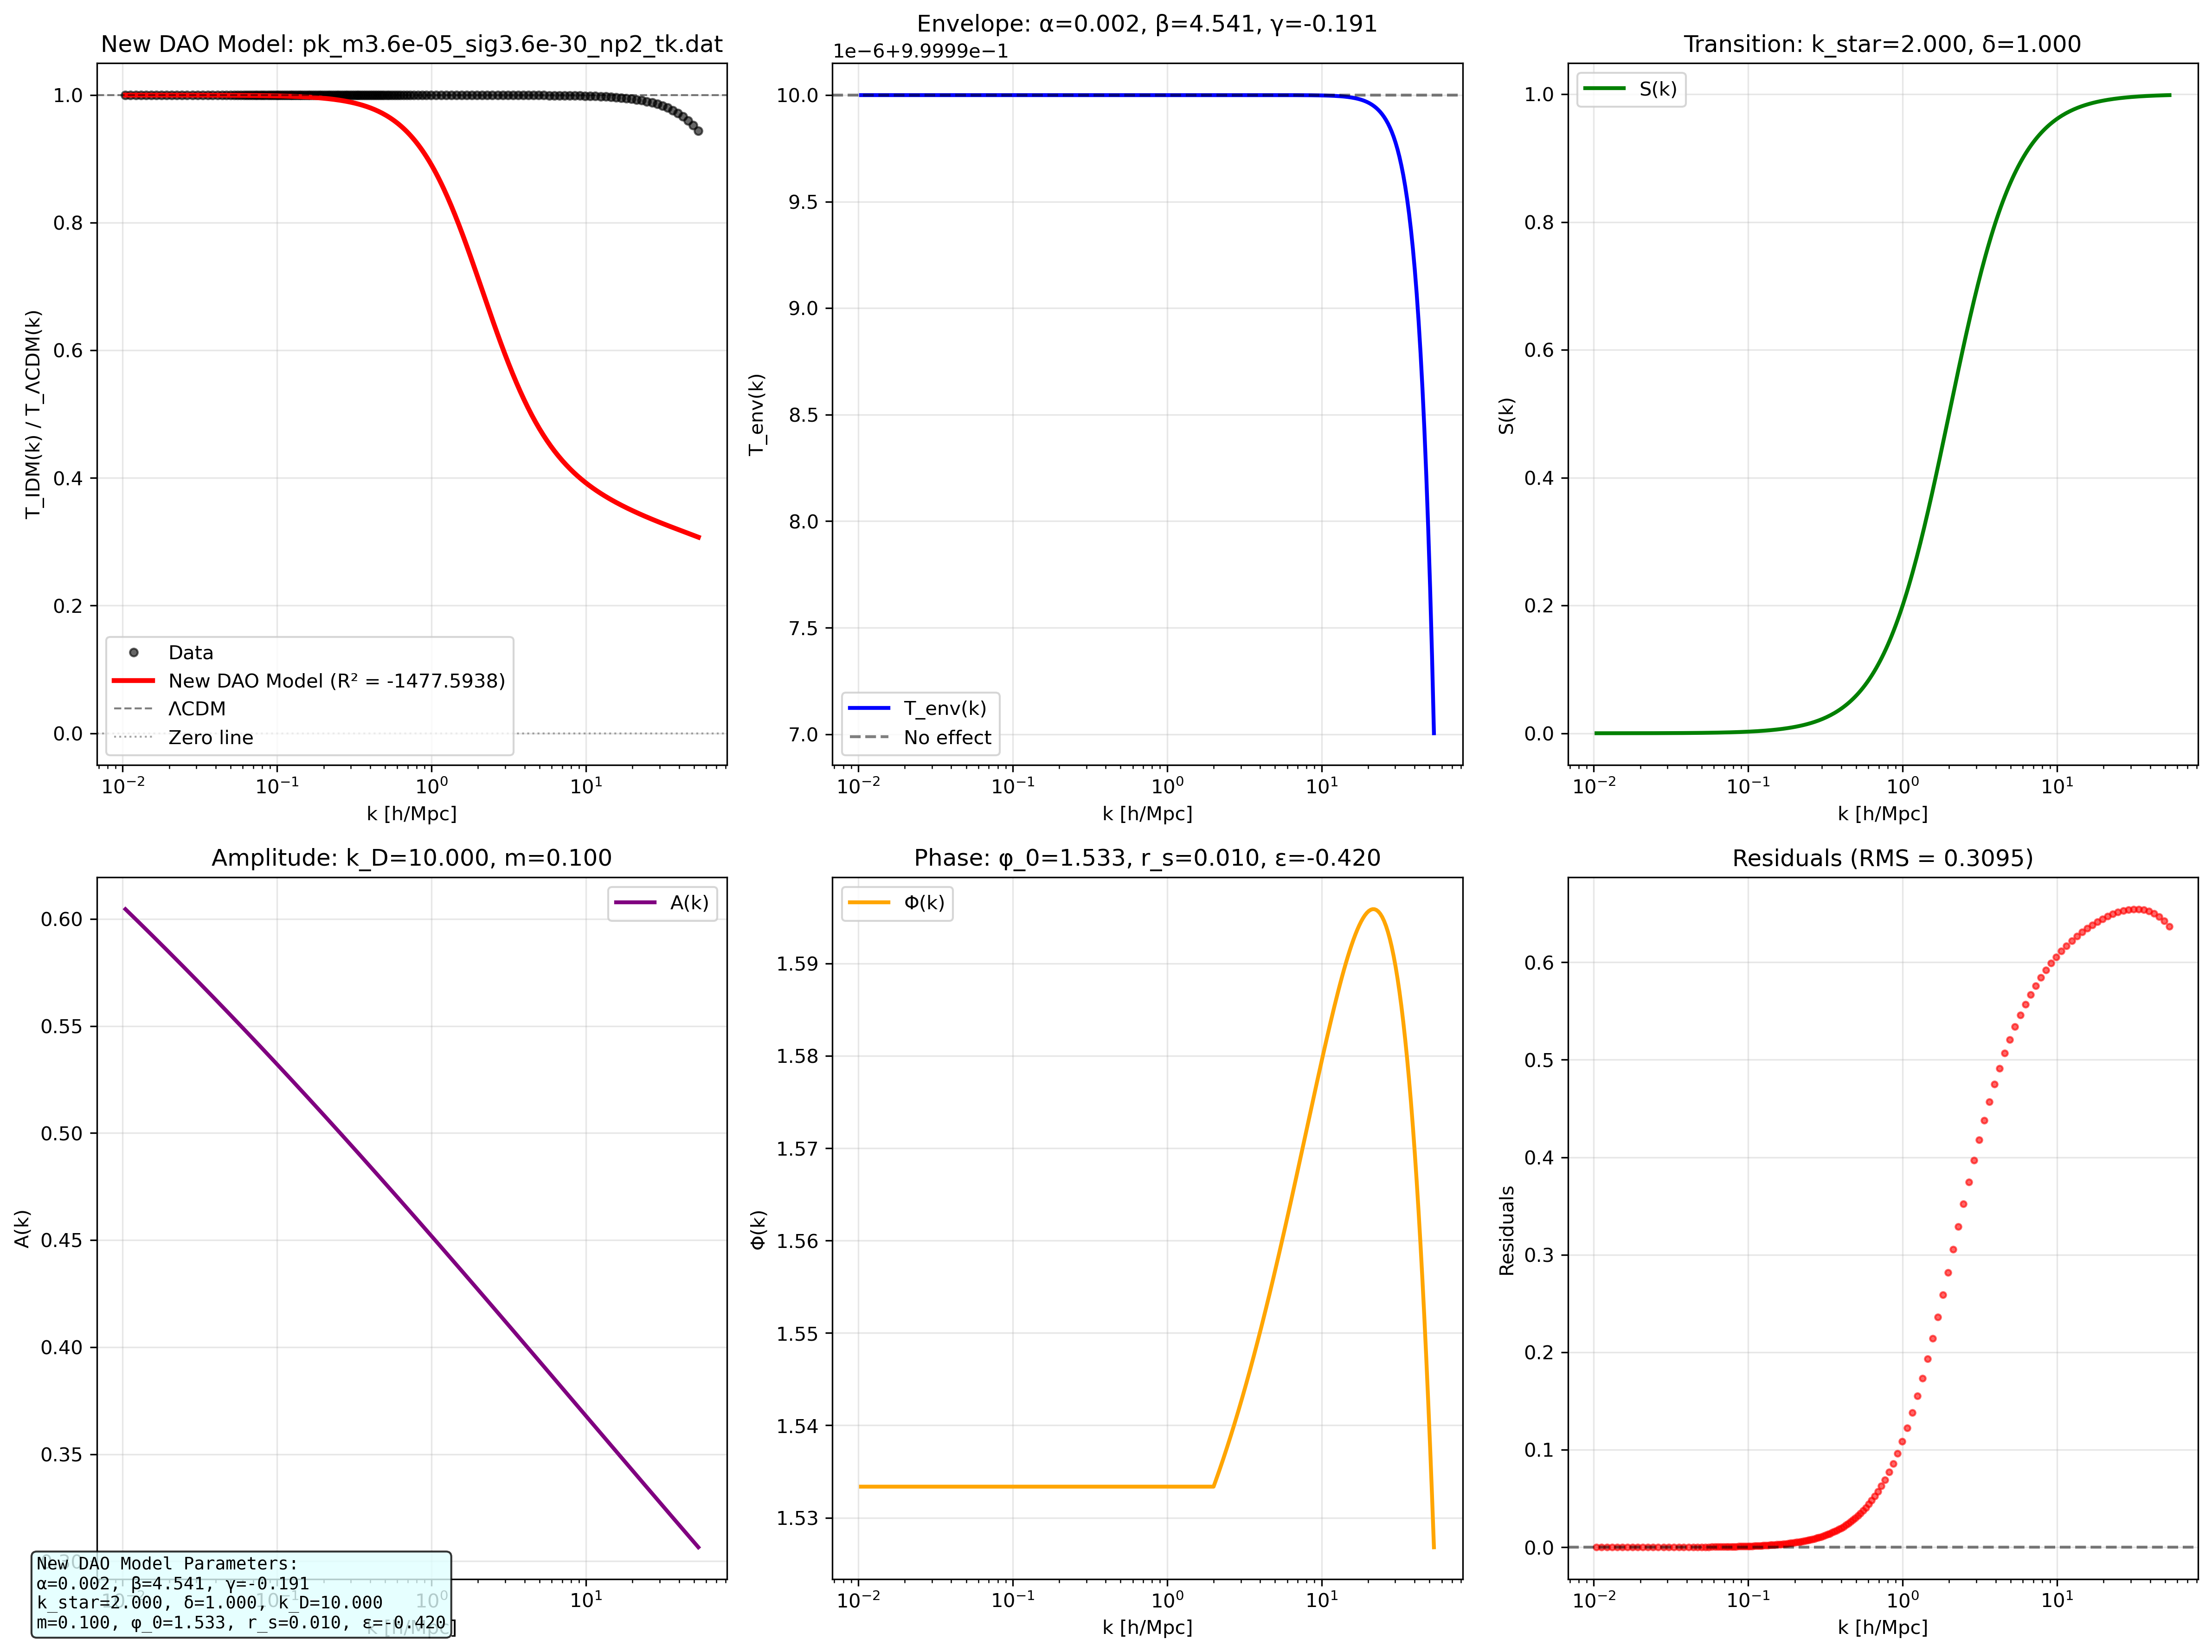 New DAO Model: pk_m3.6e-05_sig3.6e-30_np2_tk.dat
T_IDM(k) / T_ΛCDM(k)
1.0
0.8
0.6
0.4
0.2
0.0
Data
New DAO Model (R² = -1477.5938)
ΛCDM
Zero line
10⁻² 10⁻¹ 10⁰ 10¹
k [h/Mpc]
Envelope: α=0.002, β=4.541, γ=-0.191
1e−6+9.9999e−1
T_env(k)
10.0
9.5
9.0
8.5
8.0
7.5
7.0
T_env(k)
No effect
10⁻² 10⁻¹ 10⁰ 10¹
k [h/Mpc]
Transition: k_star=2.000, δ=1.000
S(k)
S(k)
1.0
0.8
0.6
0.4
0.2
0.0
10⁻² 10⁻¹ 10⁰ 10¹
k [h/Mpc]
Amplitude: k_D=10.000, m=0.100
A(k)
A(k)
0.60
0.55
0.50
0.45
0.40
0.35
10⁰ 10¹
New DAO Model Parameters:
α=0.002, β=4.541, γ=-0.191
k_star=2.000, δ=1.000, k_D=10.000
m=0.100, φ_0=1.533, r_s=0.010, ε=-0.420
Phase: φ_0=1.533, r_s=0.010, ε=-0.420
Φ(k)
Φ(k)
1.59
1.58
1.57
1.56
1.55
1.54
1.53
10⁻² 10⁻¹ 10⁰ 10¹
k [h/Mpc]
Residuals (RMS = 0.3095)
Residuals
0.6
0.5
0.4
0.3
0.2
0.1
0.0
10⁻² 10⁻¹ 10⁰ 10¹
k [h/Mpc]